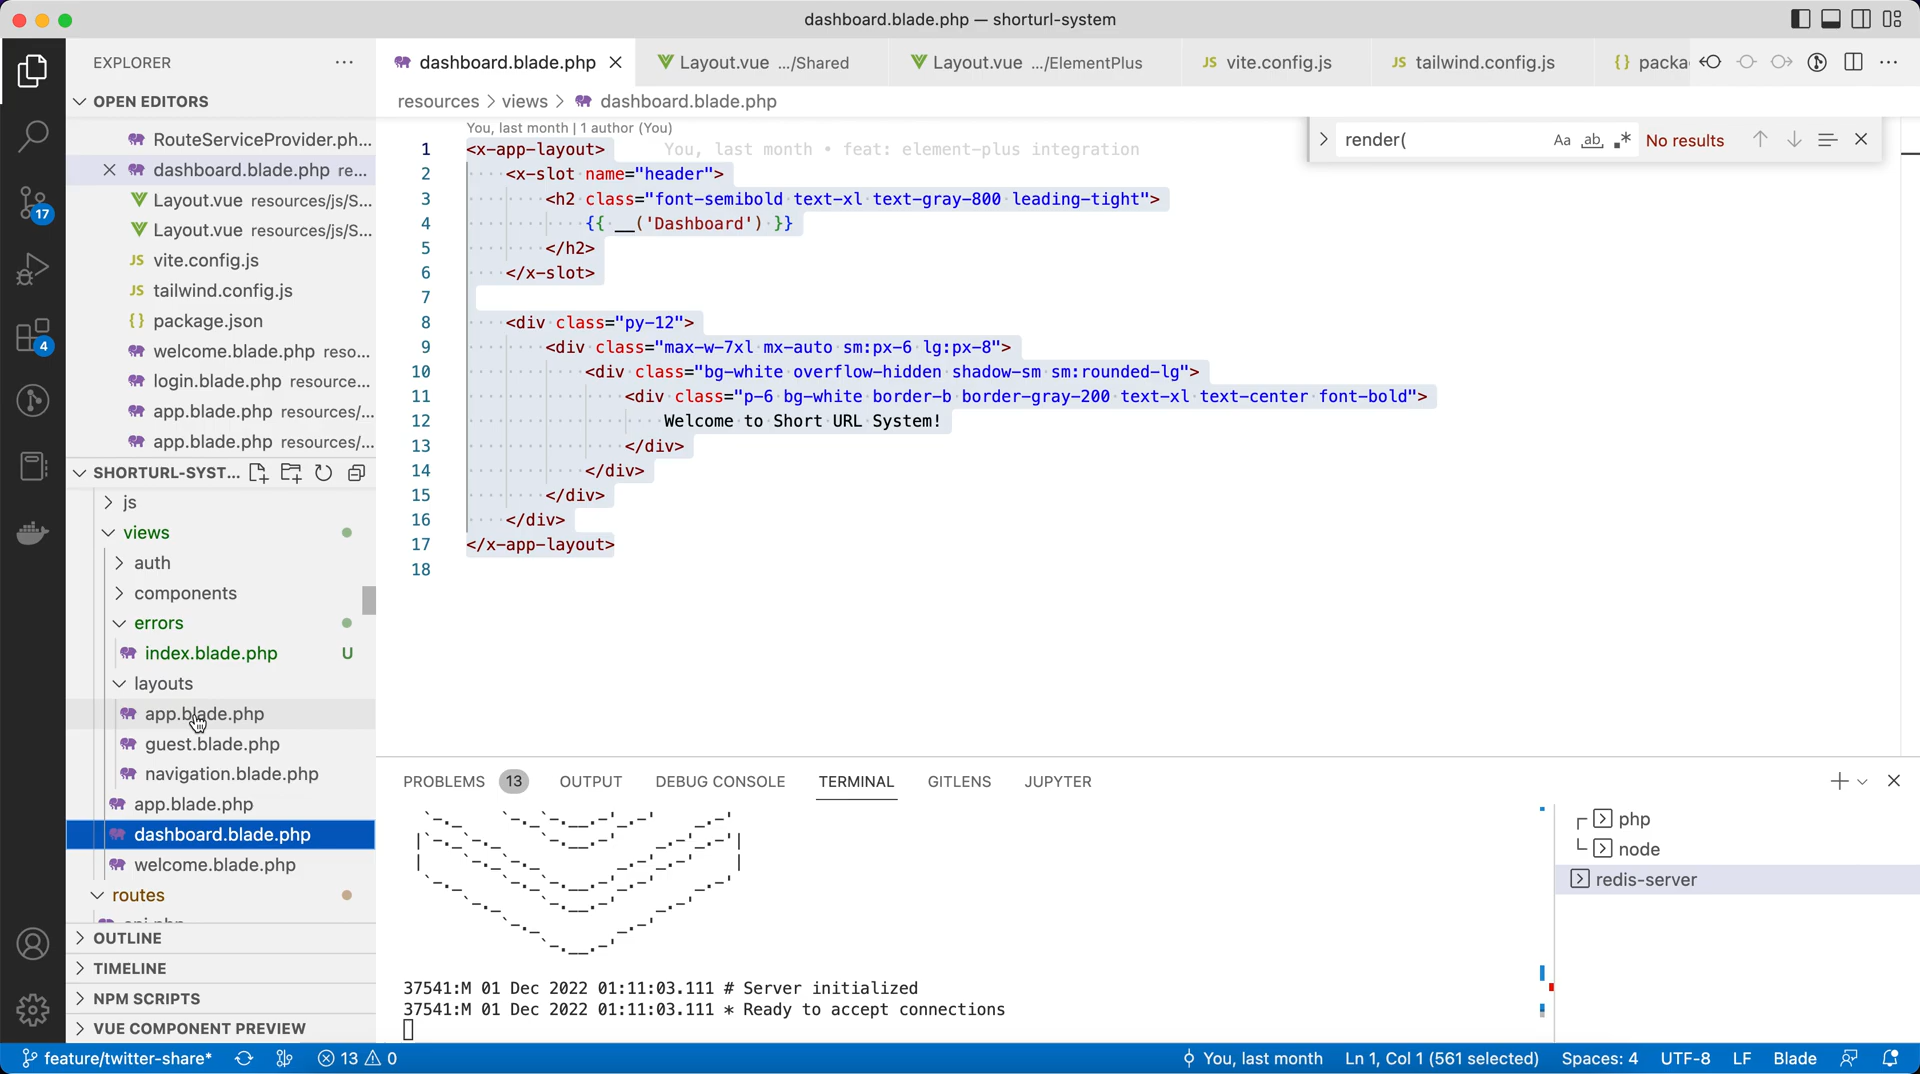 dashboard.blade.php — shorturl-system
EXPLORER
dashboard.blade.php
Layout.vue .../Shared
Layout.vue .../ElementPlus
JS vite.config.js
JS tailwind.config.js
{} packa
OPEN EDITORS
resources > views > dashboard.blade.php
RouteServiceProvider.ph...
dashboard.blade.php re...
Layout.vue resources/js/S...
Layout.vue resources/js/S...
JS vite.config.js
JS tailwind.config.js
{} package.json
welcome.blade.php reso...
login.blade.php resource...
app.blade.php resources/...
app.blade.php resources/...
17
4
SHORTURL-SYST...
js
views
auth
components
errors
index.blade.php U
layouts
app.blade.php
guest.blade.php
navigation.blade.php
app.blade.php
dashboard.blade.php
welcome.blade.php
routes
OUTLINE
TIMELINE
NPM SCRIPTS
VUE COMPONENT PREVIEW
You, last month | 1 author (You)
1 <x-app-layout> You, last month • feat: element-plus integration
2 <x-slot name="header">
3 <h2 class="font-semibold text-xl text-gray-800 leading-tight">
4 {{ __('Dashboard') }}
5 </h2>
6 </x-slot>
7
8 <div class="py-12">
9 <div class="max-w-7xl mx-auto sm:px-6 lg:px-8">
10 <div class="bg-white overflow-hidden shadow-sm sm:rounded-lg">
11 <div class="p-6 bg-white border-b border-gray-200 text-xl text-center font-bold">
12 Welcome to Short URL System!
13 </div>
14 </div>
15 </div>
16 </div>
17 </x-app-layout>
18
render( Aa ab .* No results
PROBLEMS 13 OUTPUT DEBUG CONSOLE TERMINAL GITLENS JUPYTER
37541:M 01 Dec 2022 01:11:03.111 # Server initialized
37541:M 01 Dec 2022 01:11:03.111 * Ready to accept connections
php
node
redis-server
feature/twitter-share* 13 0 You, last month Ln 1, Col 1 (561 selected) Spaces: 4 UTF-8 LF Blade